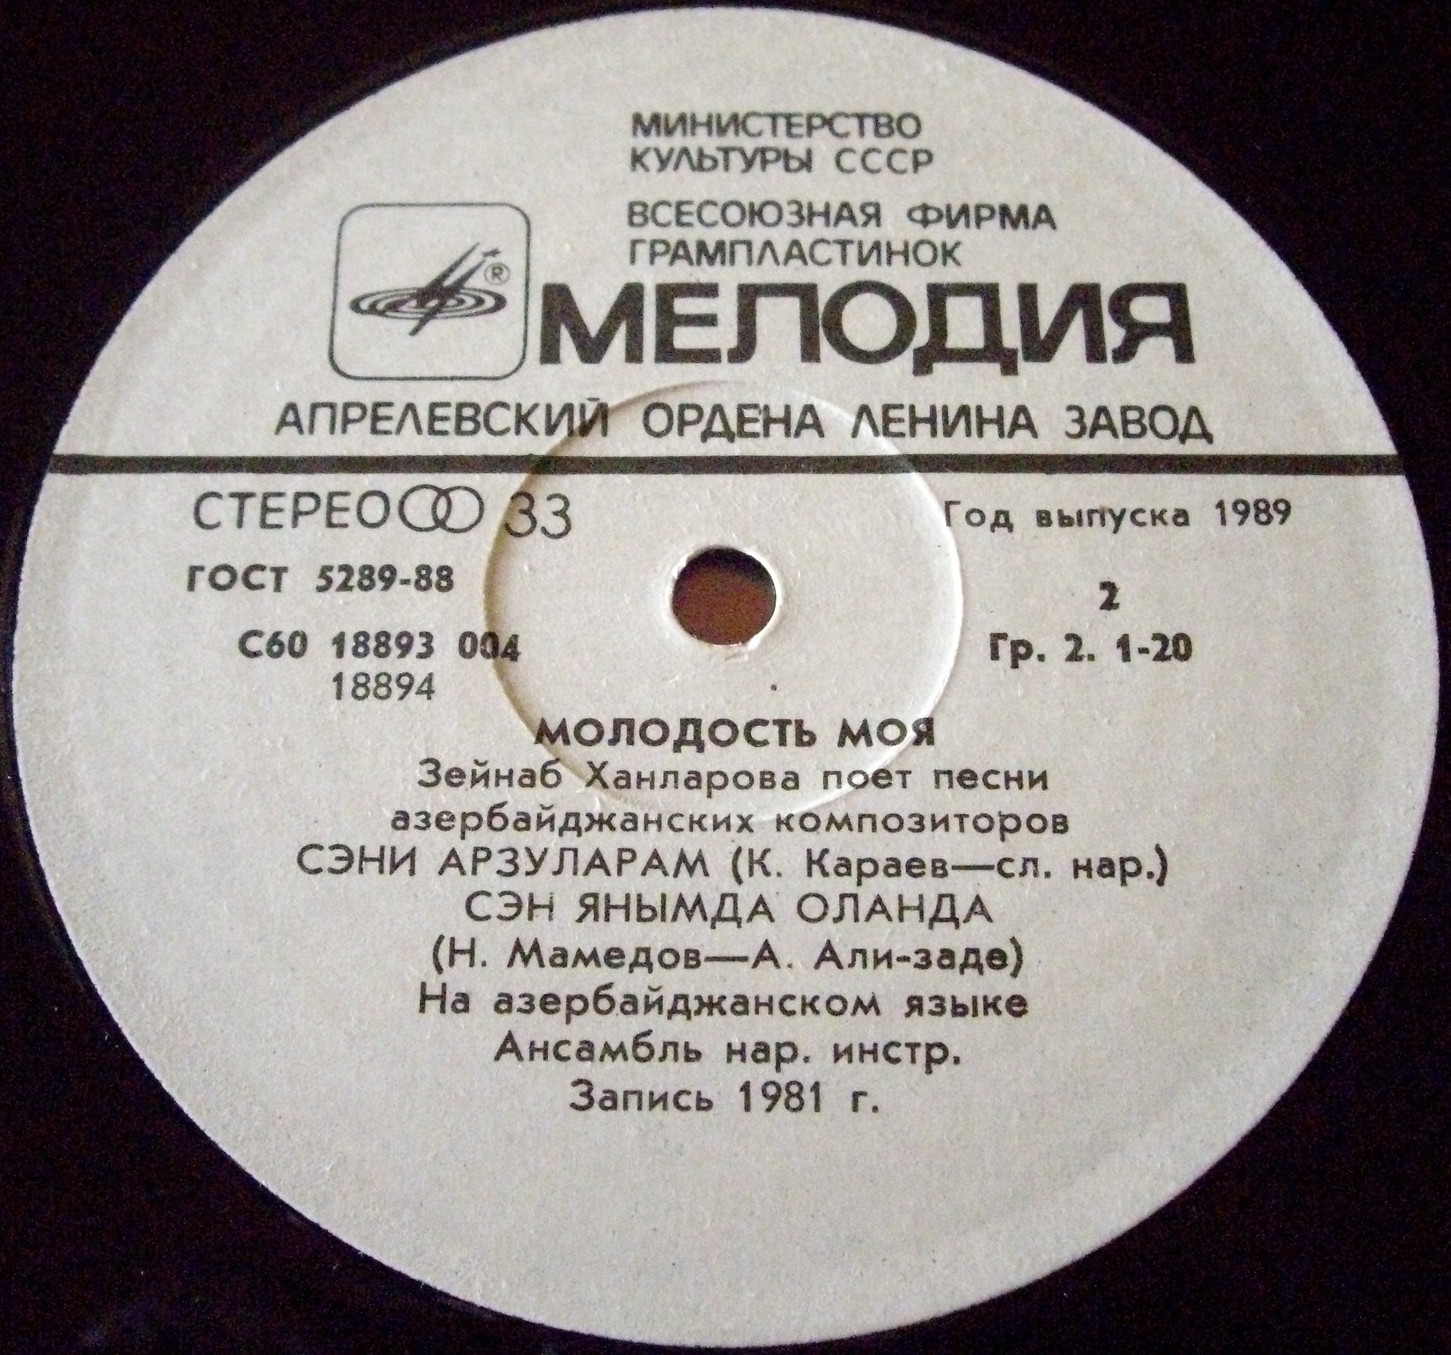 МИНИСТЕРСТВО
КУЛЬТУРЫ СССР
ВСЕСОЮЗНАЯ ФИРМА
ГРАМПЛАСТИНОК
®
МЕЛОДИЯ
АПРЕЛЕВСКИЙ ОРДЕНА ЛЕНИНА ЗАВОД
СТЕРЕО 33
Год выпуска 1989
ГОСТ 5289-88
2
С60 18893 004
Гр. 2. 1-20
18894
МОЛОДОСТЬ МОЯ
Зейнаб Ханларова поет песни
азербайджанских композиторов
СЭНИ АРЗУЛАРАМ (К. Караев—сл. нар.)
СЭН ЯНЫМДА ОЛАНДА
(Н. Мамедов—А. Али-заде)
На азербайджанском языке
Ансамбль нар. инстр.
Запись 1981 г.